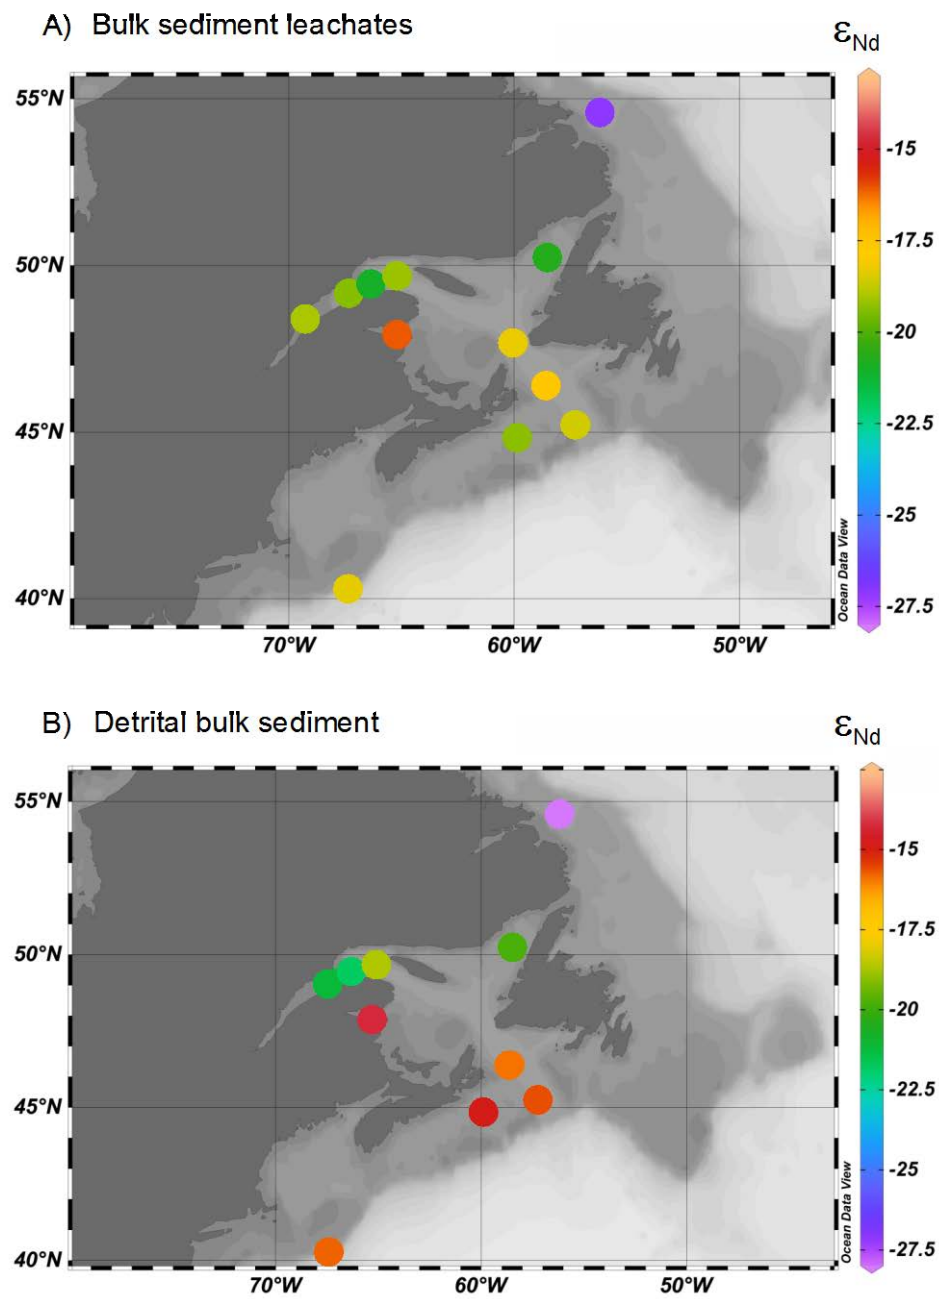 A) Bulk sediment leachates
εNd
55°N
50°N
45°N
40°N
70°W
60°W
50°W
-15
-17.5
-20
-22.5
-25
-27.5
Ocean Data View
B) Detrital bulk sediment
εNd
55°N
50°N
45°N
40°N
70°W
60°W
50°W
-15
-17.5
-20
-22.5
-25
-27.5
Ocean Data View